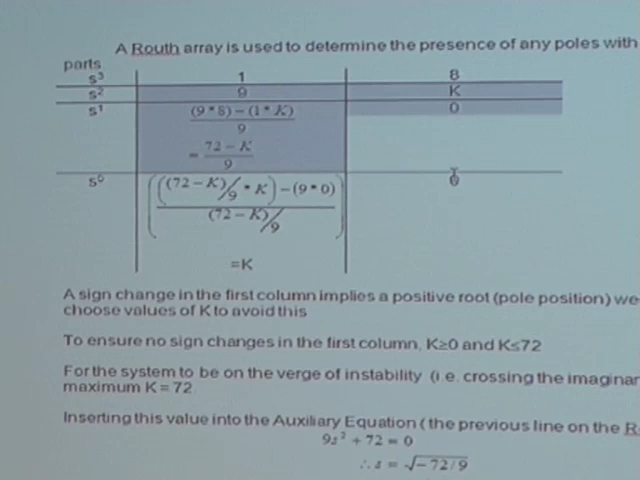 A Routh array is used to determine the presence of any poles with
parts
s³ 1 8
s² 9 K
s¹ (9 * 8) – (1 * K) / 9 0
= 72 – K / 9
s⁰ (((72 – K)/9 * K) – (9 * 0) / (72 – K)/9) 0
=K
A sign change in the first column implies a positive root (pole position) we
choose values of K to avoid this
To ensure no sign changes in the first column, K≥0 and K≤72
For the system to be on the verge of instability (i.e. crossing the imaginar
maximum K = 72
Inserting this value into the Auxiliary Equation ( the previous line on the R
9s² + 72 = 0
∴ s = √– 72 / 9